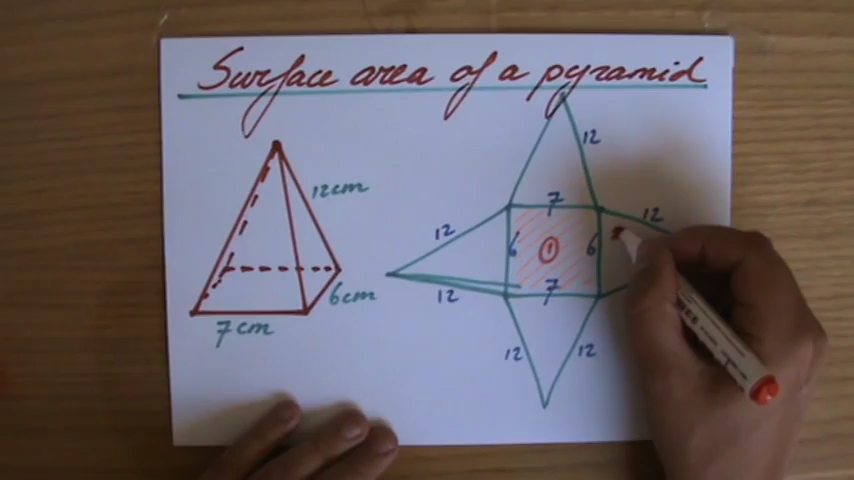 Surface area of a pyramid
12
12cm
7
12
12
6
1
6
12
7
6cm
7cm
12
12